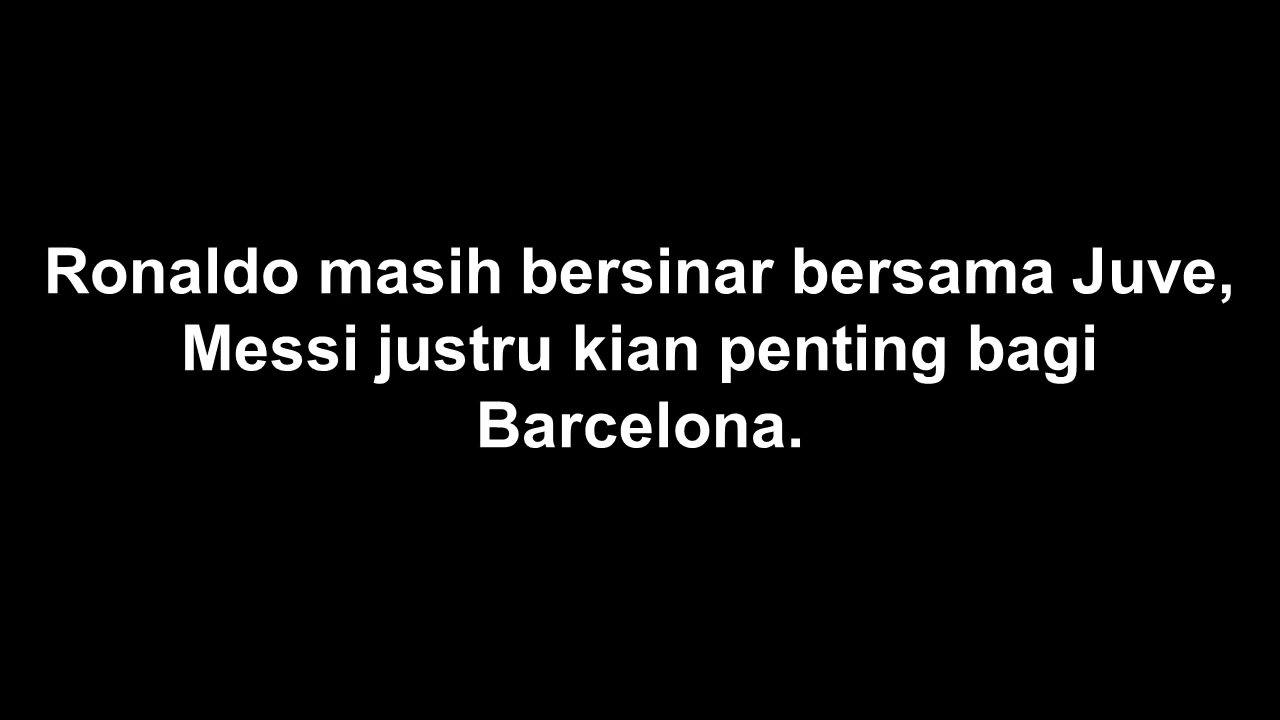 Ronaldo masih bersinar bersama Juve,
Messi justru kian penting bagi
Barcelona.